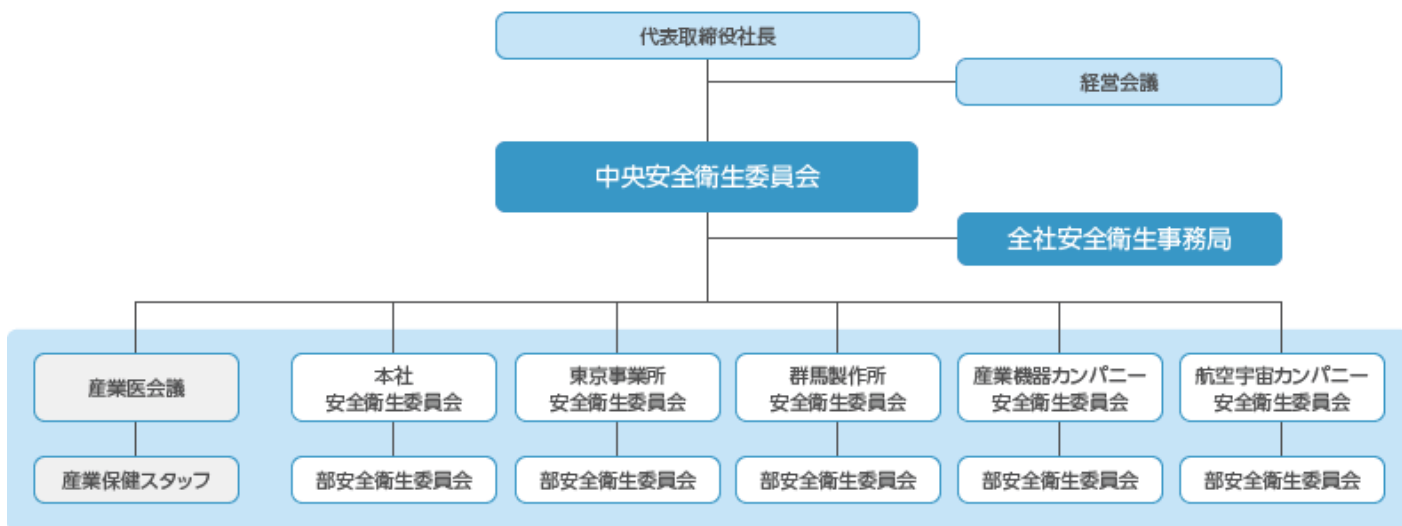 代表取締役社長
経営会議
中央安全衛生委員会
全社安全衛生事務局
産業医会議
本社
安全衛生委員会
東京事業所
安全衛生委員会
群馬製作所
安全衛生委員会
産業機器カンパニー
安全衛生委員会
航空宇宙カンパニー
安全衛生委員会
産業保健スタッフ
部安全衛生委員会
部安全衛生委員会
部安全衛生委員会
部安全衛生委員会
部安全衛生委員会